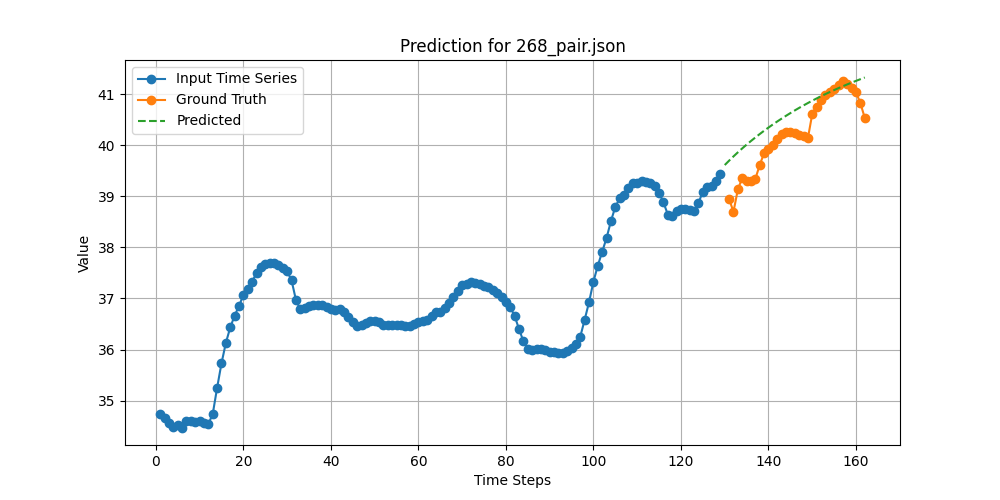 Prediction for 268_pair.json
Input Time Series
Ground Truth
Predicted
Value
41
40
39
38
37
36
35
0 20 40 60 80 100 120 140 160
Time Steps